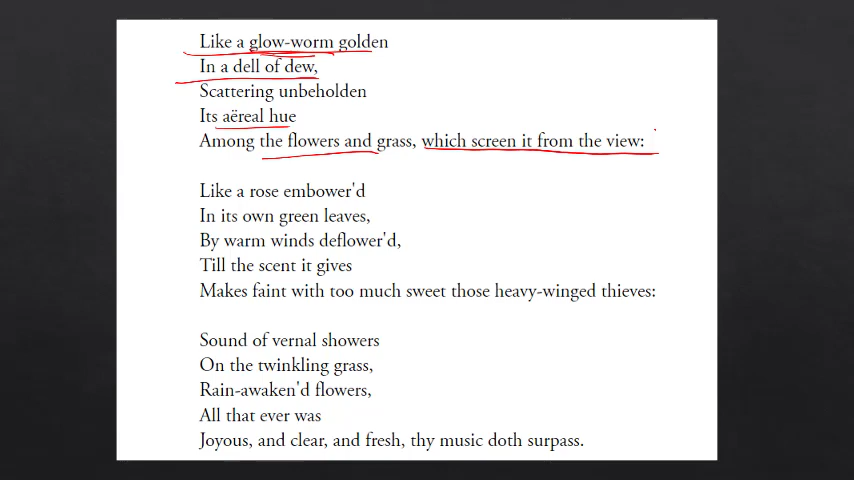 Like a glow-worm golden
In a dell of dew,
Scattering unbeholden
Its aëreal hue
Among the flowers and grass, which screen it from the view:
Like a rose embower'd
In its own green leaves,
By warm winds deflower'd,
Till the scent it gives
Makes faint with too much sweet those heavy-winged thieves:
Sound of vernal showers
On the twinkling grass,
Rain-awaken'd flowers,
All that ever was
Joyous, and clear, and fresh, thy music doth surpass.